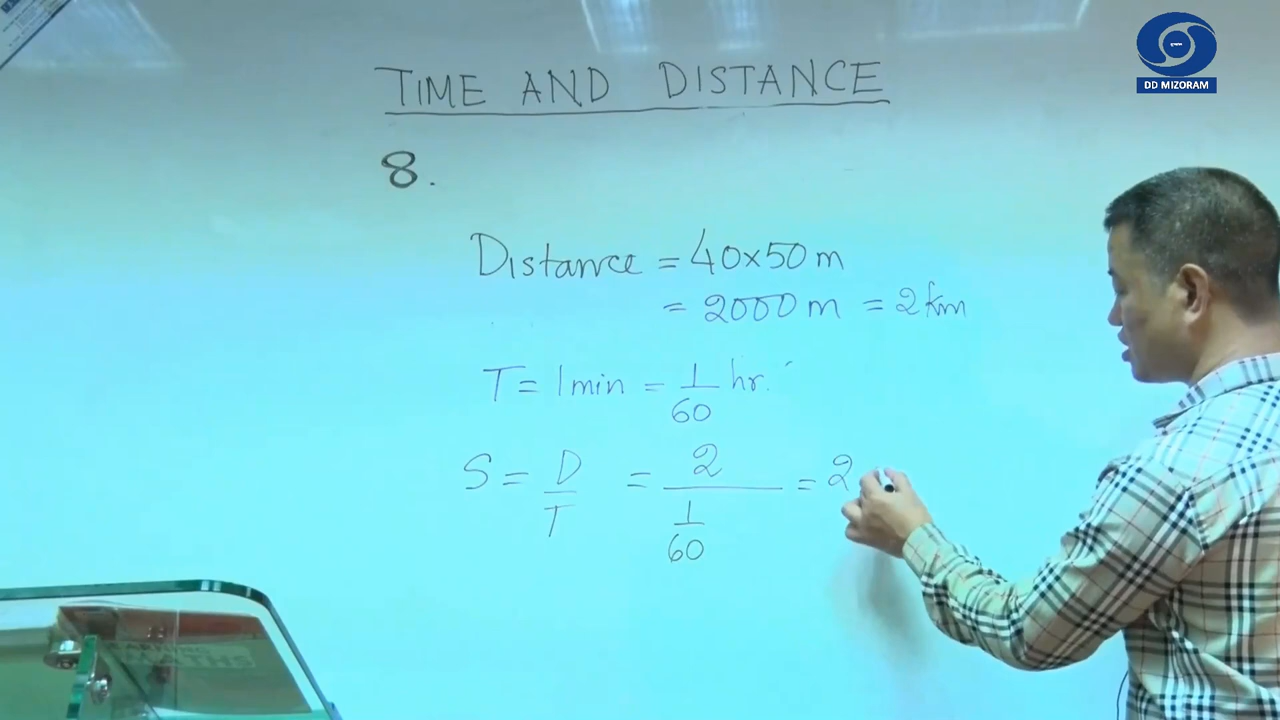 DD MIZORAM
TIME AND DISTANCE
8.
Distance = 40×50 m
= 2000 m = 2 km
T = 1 min = 1/60 hr.
S = D/T = 2/(1/60) = 2